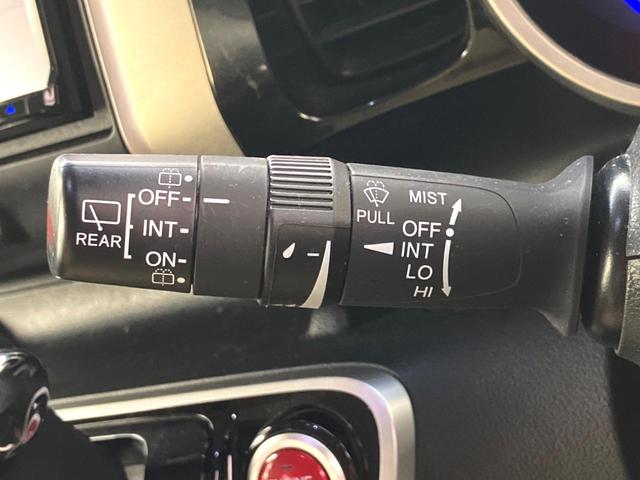 OFF
INT
ON
REAR
PULL
MIST
OFF
INT
LO
HI